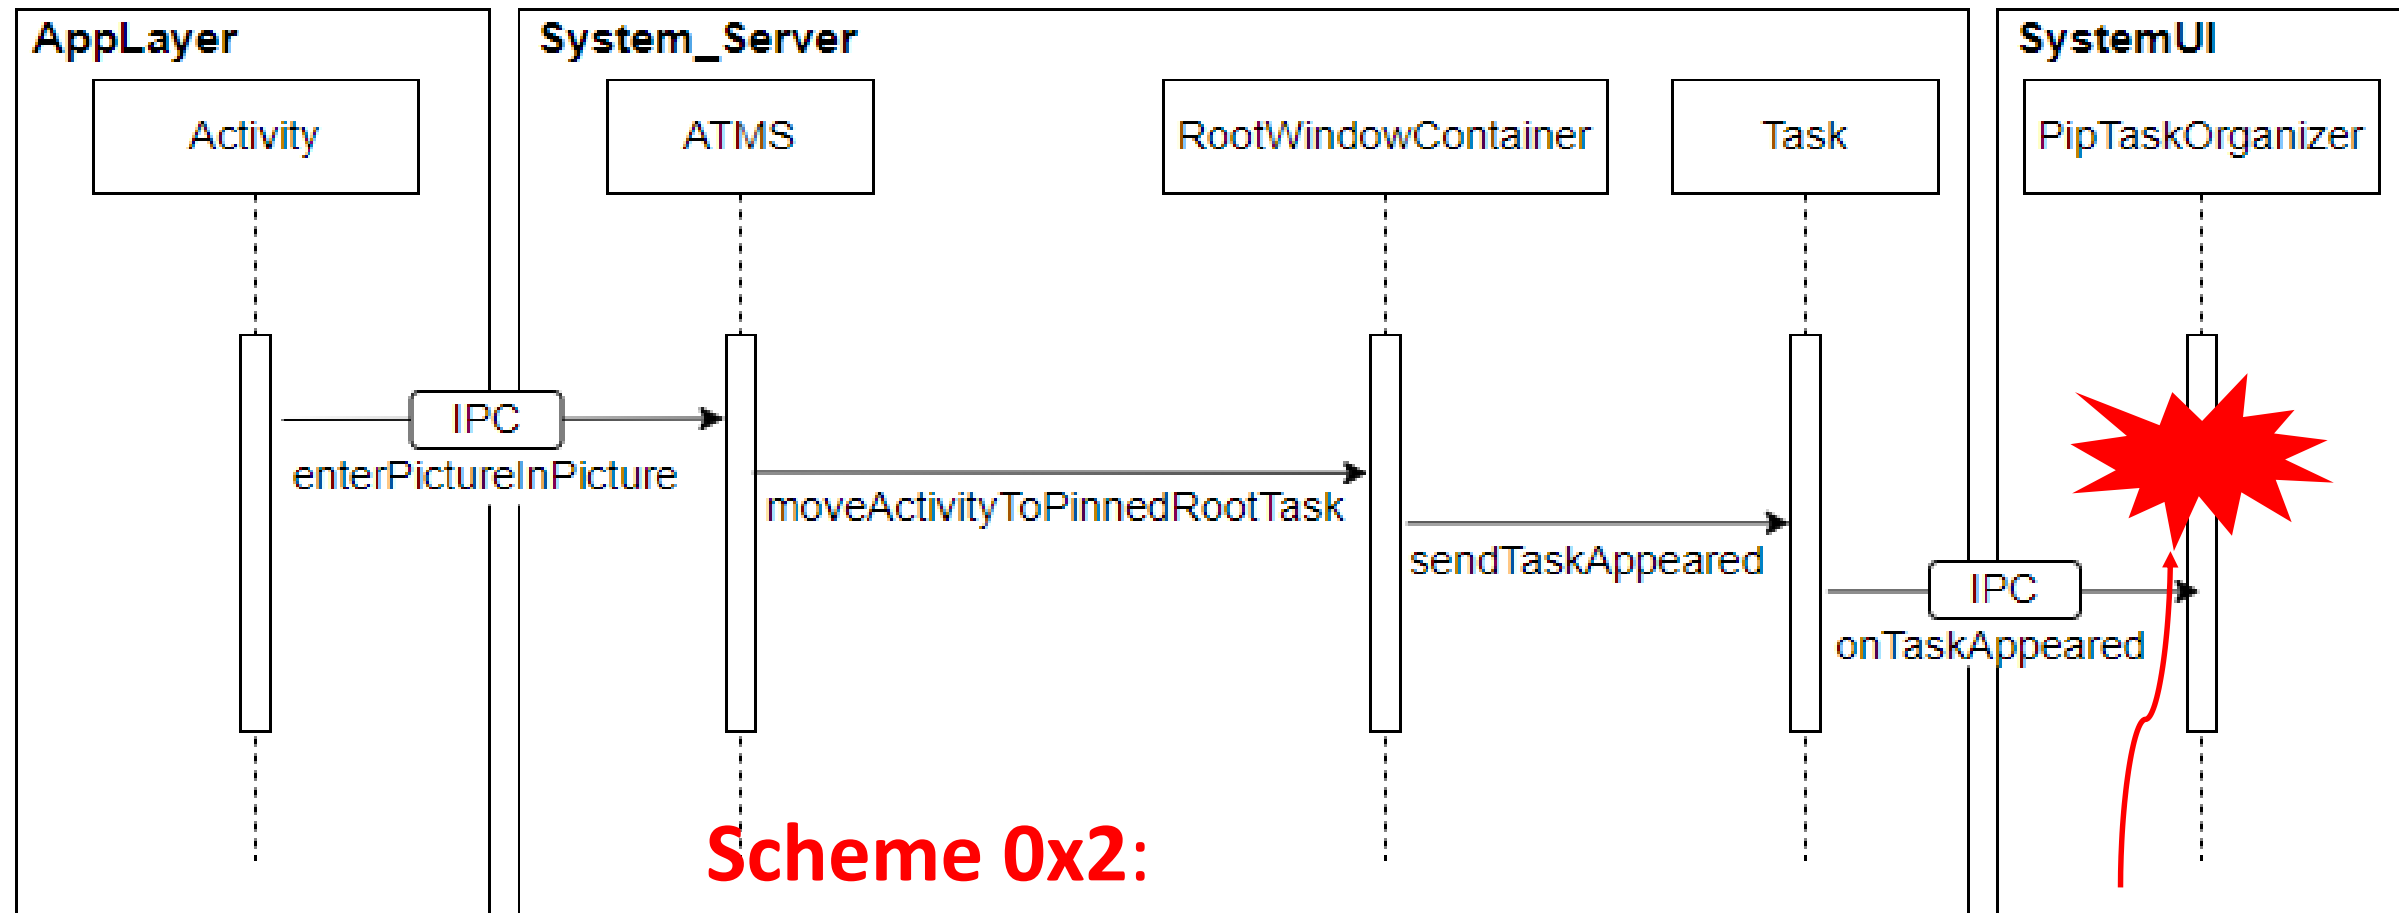 AppLayer
System_Server
SystemUI
Activity
ATMS
RootWindowContainer
Task
PipTaskOrganizer
IPC
enterPictureInPicture
moveActivityToPinnedRootTask
sendTaskAppeared
IPC
onTaskAppeared
Scheme 0x2: